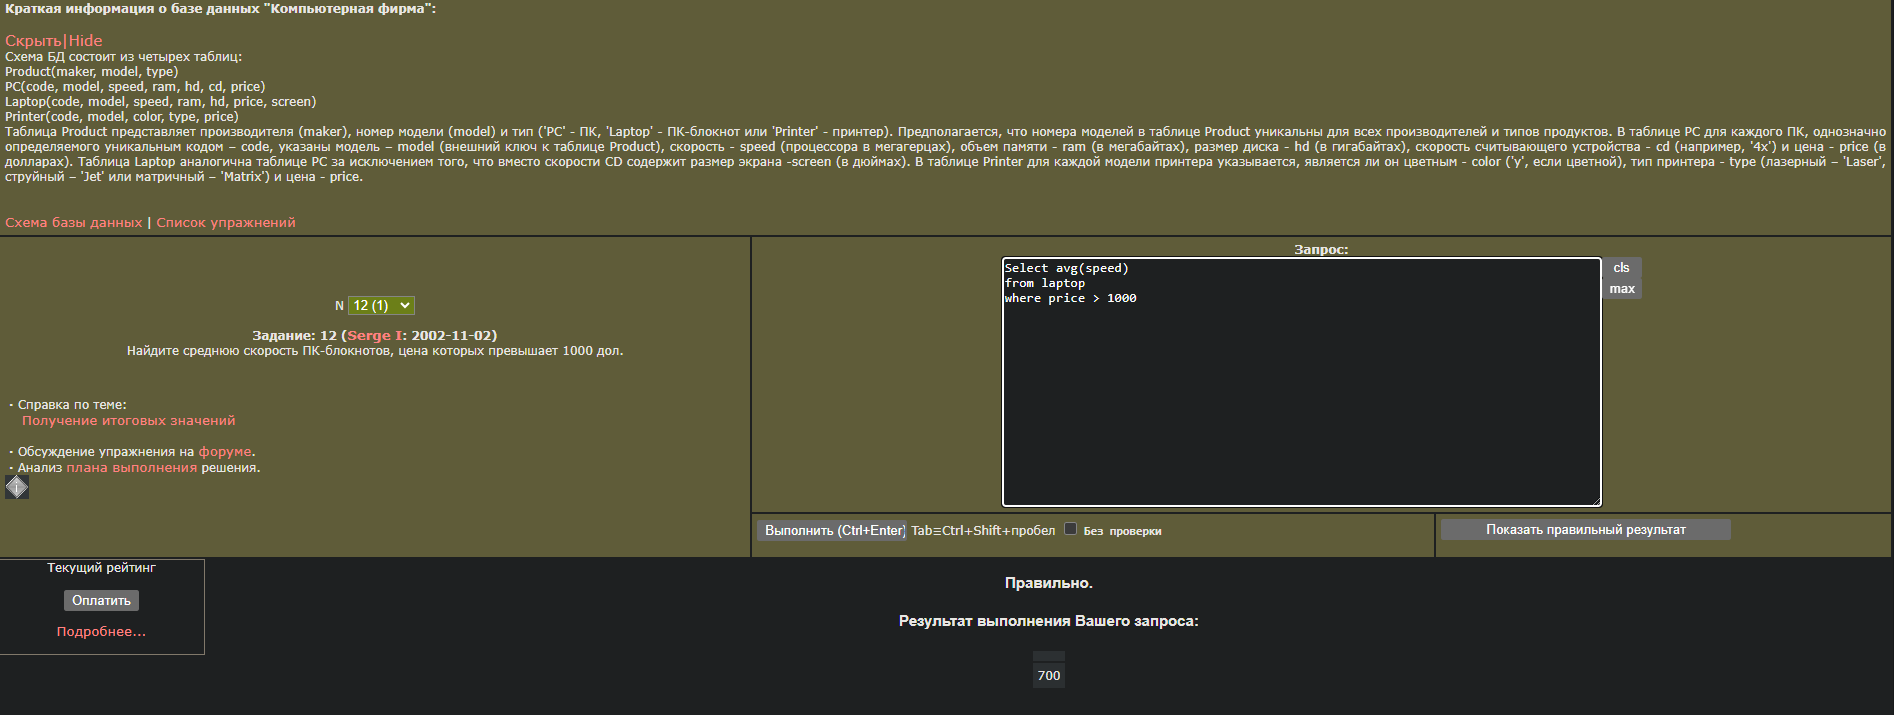 Краткая информация о базе данных "Компьютерная фирма":
Скрыть|Hide
Схема БД состоит из четырех таблиц:
Product(maker, model, type)
PC(code, model, speed, ram, hd, cd, price)
Laptop(code, model, speed, ram, hd, price, screen)
Printer(code, model, color, type, price)
Таблица Product представляет производителя (maker), номер модели (model) и тип ('PC' - ПК, 'Laptop' - ПК-блокнот или 'Printer' - принтер). Предполагается, что номера моделей в таблице Product уникальны для всех производителей и типов продуктов. В таблице PC для каждого ПК, однозначно
определяемого уникальным кодом – code, указаны модель – model (внешний ключ к таблице Product), скорость - speed (процессора в мегагерцах), объем памяти - ram (в мегабайтах), размер диска - hd (в гигабайтах), скорость считывающего устройства - cd (например, '4x') и цена - price (в
долларах). Таблица Laptop аналогична таблице РС за исключением того, что вместо скорости CD содержит размер экрана -screen (в дюймах). В таблице Printer для каждой модели принтера указывается, является ли он цветным - color ('y', если цветной), тип принтера - type (лазерный – 'Laser',
струйный – 'Jet' или матричный – 'Matrix') и цена - price.
Схема базы данных | Список упражнений
N 12 (1)
Задание: 12 (Serge I: 2002-11-02)
Найдите среднюю скорость ПК-блокнотов, цена которых превышает 1000 дол.
· Справка по теме:
Получение итоговых значений
· Обсуждение упражнения на форуме.
· Анализ плана выполнения решения.
Запрос:
Select avg(speed)
from laptop
where price > 1000
cls
max
Выполнить (Ctrl+Enter) Tab≡Ctrl+Shift+пробел Без проверки
Показать правильный результат
Текущий рейтинг
Оплатить
Подробнее...
Правильно.
Результат выполнения Вашего запроса:
700